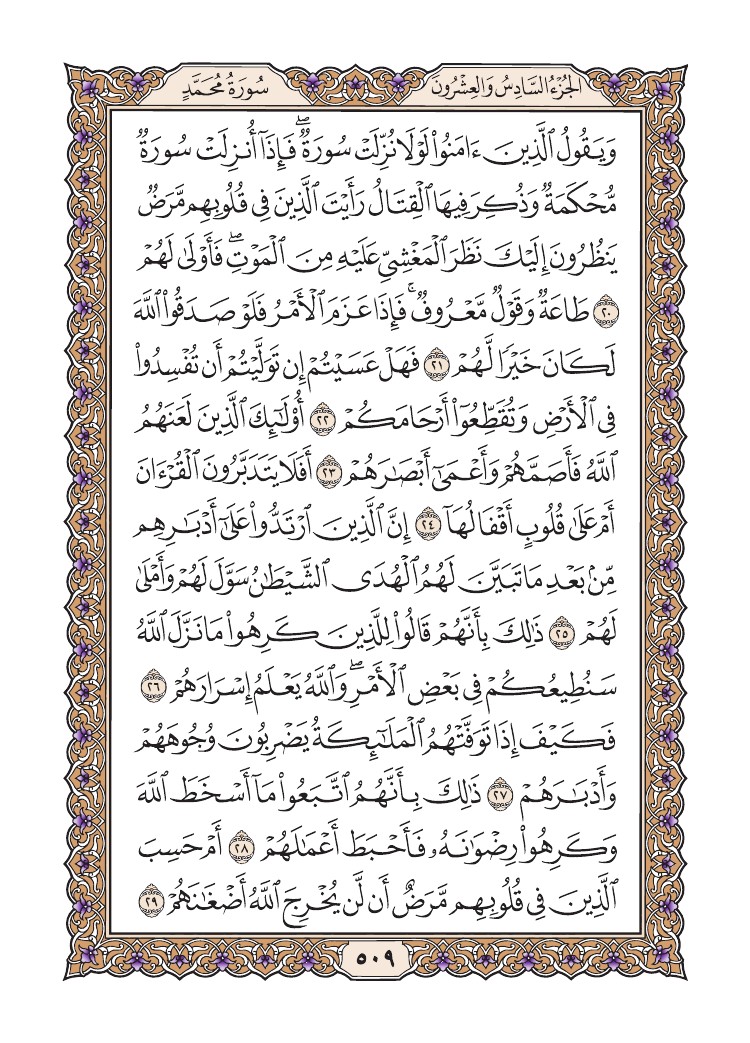 الجُزْءُ السَّادِسُ وَالعِشْرُونَ
سُورَةُ مُحَمَّدٍ
وَيَقُولُ ٱلَّذِينَ ءَامَنُواْ لَوۡلَا نُزِّلَتۡ سُورَةٞۖ فَإِذَآ أُنزِلَتۡ سُورَةٞ
مُّحۡكَمَةٞ وَذُكِرَ فِيهَا ٱلۡقِتَالُ رَأَيۡتَ ٱلَّذِينَ فِي قُلُوبِهِم مَّرَضٞ
يَنظُرُونَ إِلَيۡكَ نَظَرَ ٱلۡمَغۡشِيِّ عَلَيۡهِ مِنَ ٱلۡمَوۡتِۖ فَأَوۡلَىٰ لَهُمۡ
٢٠ طَاعَةٞ وَقَوۡلٞ مَّعۡرُوفٞۚ فَإِذَا عَزَمَ ٱلۡأَمۡرُ فَلَوۡ صَدَقُواْ ٱللَّهَ
لَكَانَ خَيۡرٗا لَّهُمۡ ٢١ فَهَلۡ عَسَيۡتُمۡ إِن تَوَلَّيۡتُمۡ أَن تُفۡسِدُواْ
فِي ٱلۡأَرۡضِ وَتُقَطِّعُوٓاْ أَرۡحَامَكُمۡ ٢٢ أُوْلَٰٓئِكَ ٱلَّذِينَ لَعَنَهُمُ
ٱللَّهُ فَأَصَمَّهُمۡ وَأَعۡمَىٰٓ أَبۡصَٰرَهُمۡ ٢٣ أَفَلَا يَتَدَبَّرُونَ ٱلۡقُرۡءَانَ
أَمۡ عَلَىٰ قُلُوبٍ أَقۡفَالُهَآ ٢٤ إِنَّ ٱلَّذِينَ ٱرۡتَدُّواْ عَلَىٰٓ أَدۡبَٰرِهِم
مِّنۢ بَعۡدِ مَا تَبَيَّنَ لَهُمُ ٱلۡهُدَى ٱلشَّيۡطَٰنُ سَوَّلَ لَهُمۡ وَأَمۡلَىٰ
لَهُمۡ ٢٥ ذَٰلِكَ بِأَنَّهُمۡ قَالُواْ لِلَّذِينَ كَرِهُواْ مَا نَزَّلَ ٱللَّهُ
سَنُطِيعُكُمۡ فِي بَعۡضِ ٱلۡأَمۡرِۖ وَٱللَّهُ يَعۡلَمُ إِسۡرَارَهُمۡ ٢٦
فَكَيۡفَ إِذَا تَوَفَّتۡهُمُ ٱلۡمَلَٰٓئِكَةُ يَضۡرِبُونَ وُجُوهَهُمۡ
وَأَدۡبَٰرَهُمۡ ٢٧ ذَٰلِكَ بِأَنَّهُمُ ٱتَّبَعُواْ مَآ أَسۡخَطَ ٱللَّهَ
وَكَرِهُواْ رِضۡوَٰنَهُۥ فَأَحۡبَطَ أَعۡمَٰلَهُمۡ ٢٨ أَمۡ حَسِبَ
ٱلَّذِينَ فِي قُلُوبِهِم مَّرَضٌ أَن لَّن يُخۡرِجَ ٱللَّهُ أَضۡغَٰنَهُمۡ ٢٩
٥٠٩